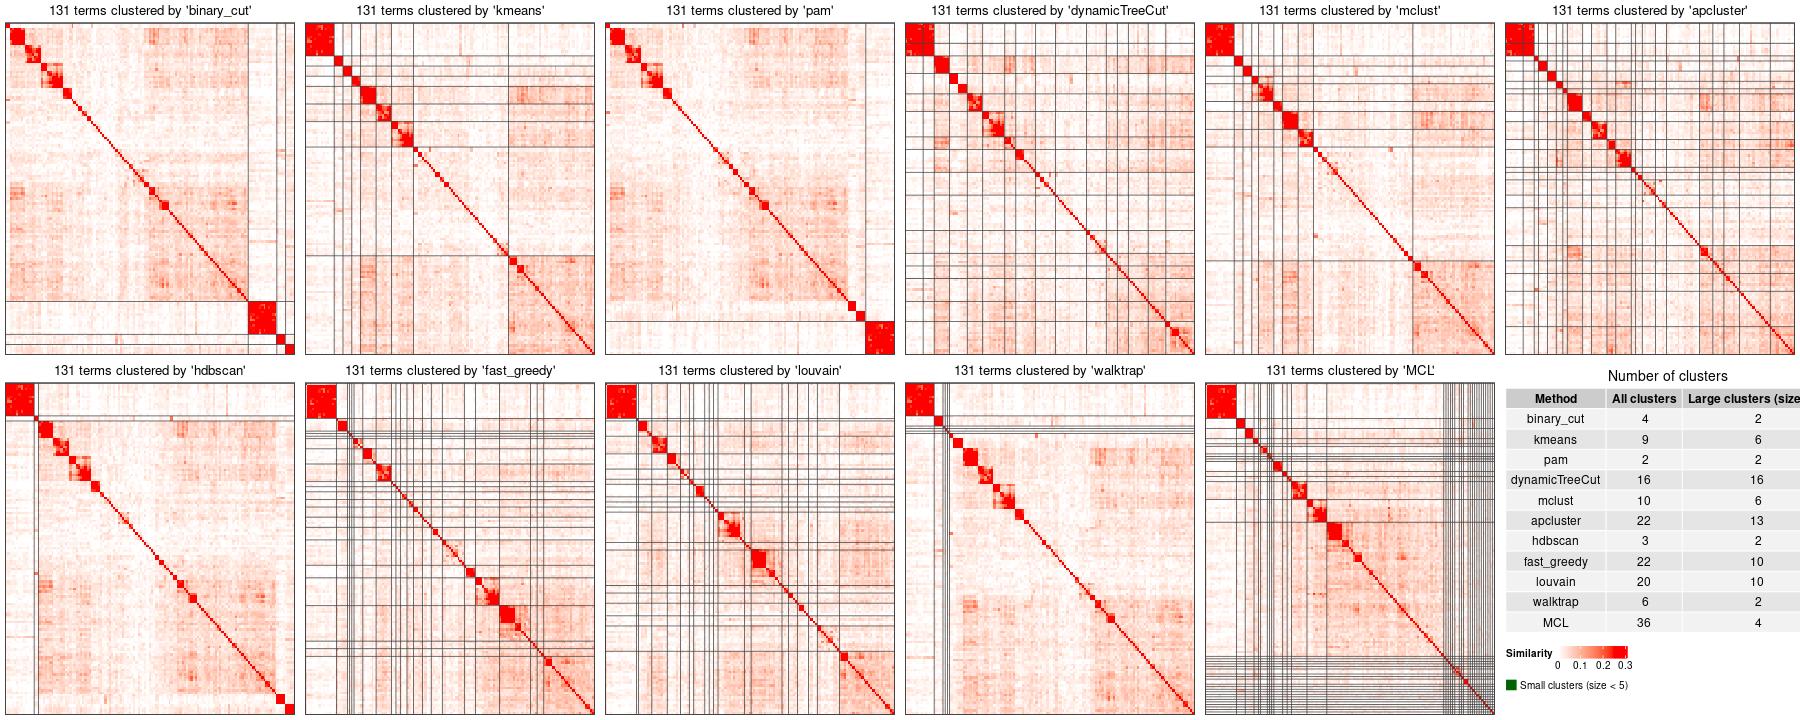 131 terms clustered by 'binary_cut'
131 terms clustered by 'kmeans'
131 terms clustered by 'pam'
131 terms clustered by 'dynamicTreeCut'
131 terms clustered by 'mclust'
131 terms clustered by 'apcluster'
131 terms clustered by 'hdbscan'
131 terms clustered by 'fast_greedy'
131 terms clustered by 'louvain'
131 terms clustered by 'walktrap'
131 terms clustered by 'MCL'
Number of clusters
Method All clusters Large clusters (size
binary_cut 4 2
kmeans 9 6
pam 2 2
dynamicTreeCut 16 16
mclust 10 6
apcluster 22 13
hdbscan 3 2
fast_greedy 22 10
louvain 20 10
walktrap 6 2
MCL 36 4
Similarity
0 0.1 0.2 0.3
Small clusters (size < 5)